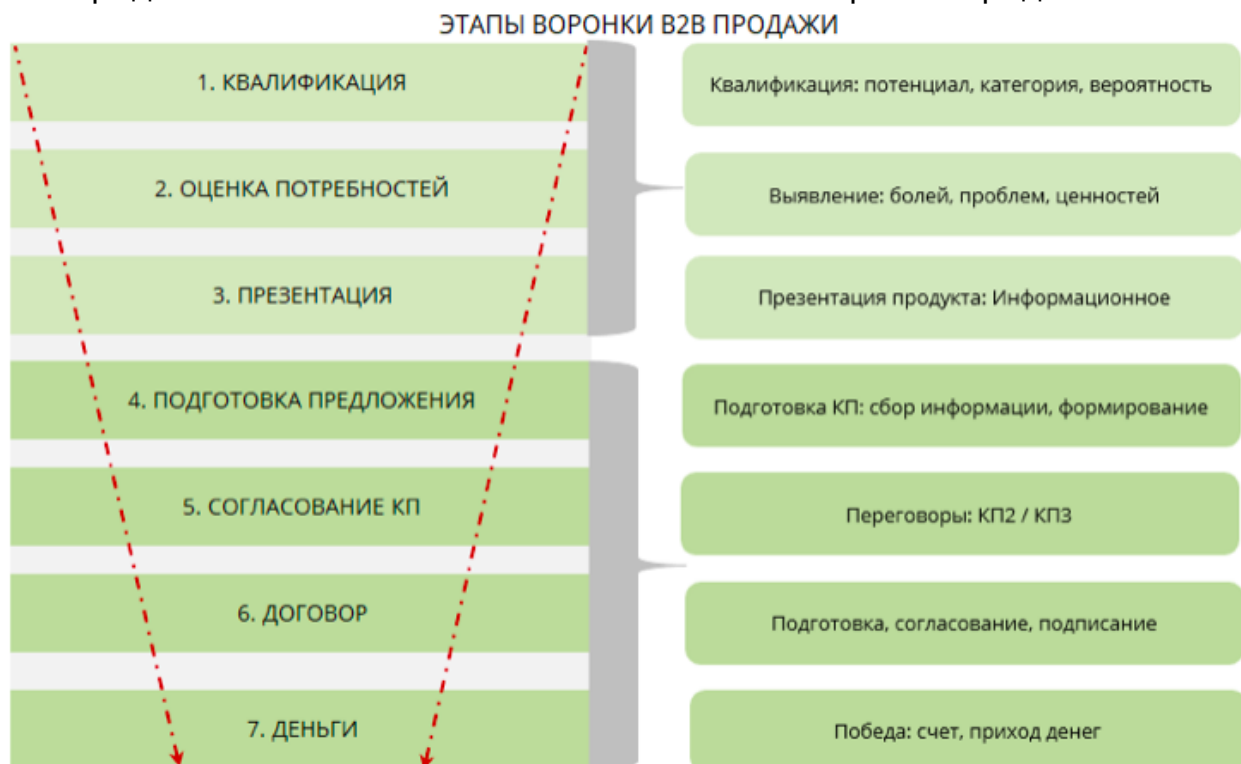 ЭТАПЫ ВОРОНКИ B2B ПРОДАЖИ
1. КВАЛИФИКАЦИЯ
Квалификация: потенциал, категория, вероятность
2. ОЦЕНКА ПОТРЕБНОСТЕЙ
Выявление: болей, проблем, ценностей
3. ПРЕЗЕНТАЦИЯ
Презентация продукта: Информационное
4. ПОДГОТОВКА ПРЕДЛОЖЕНИЯ
Подготовка КП: сбор информации, формирование
5. СОГЛАСОВАНИЕ КП
Переговоры: КП2 / КП3
6. ДОГОВОР
Подготовка, согласование, подписание
7. ДЕНЬГИ
Победа: счет, приход денег